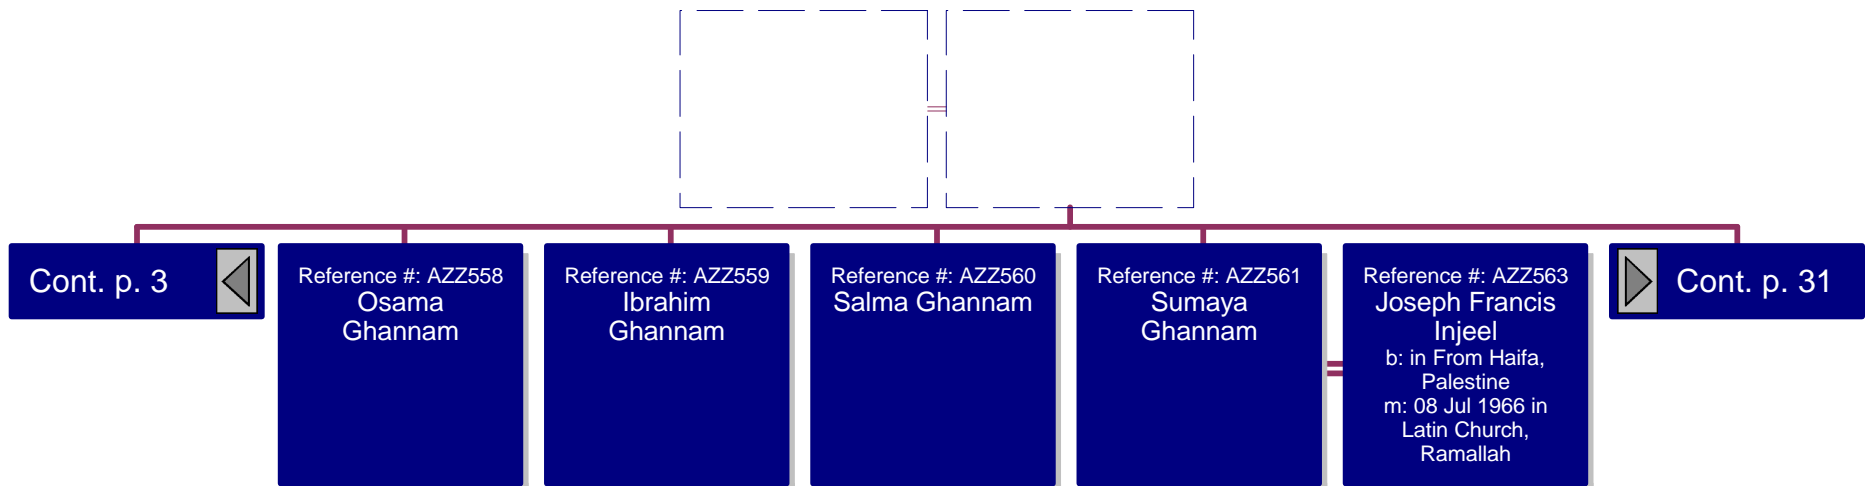 Cont. p. 3
Reference #: AZZ558
Osama
Ghannam
Reference #: AZZ559
Ibrahim
Ghannam
Reference #: AZZ560
Salma Ghannam
Reference #: AZZ561
Sumaya
Ghannam
Reference #: AZZ563
Joseph Francis
Injeel
b: in From Haifa,
Palestine
m: 08 Jul 1966 in
Latin Church,
Ramallah
Cont. p. 31